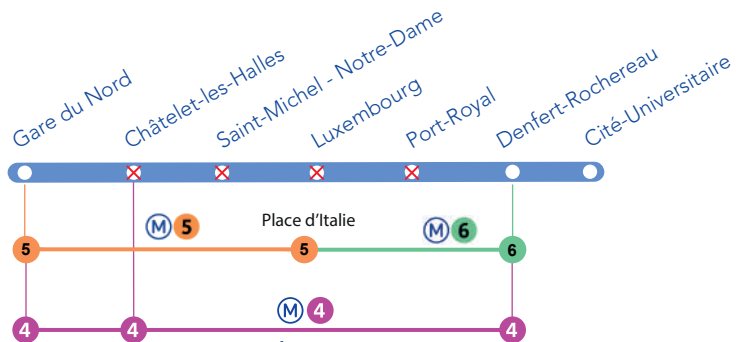 Gare du Nord
Châtelet-les-Halles
Saint-Michel - Notre-Dame
Luxembourg
Port-Royal
Denfert-Rochereau
Cité-Universitaire
M 5
Place d'Italie
M 6
5
5
6
M 4
4
4
4